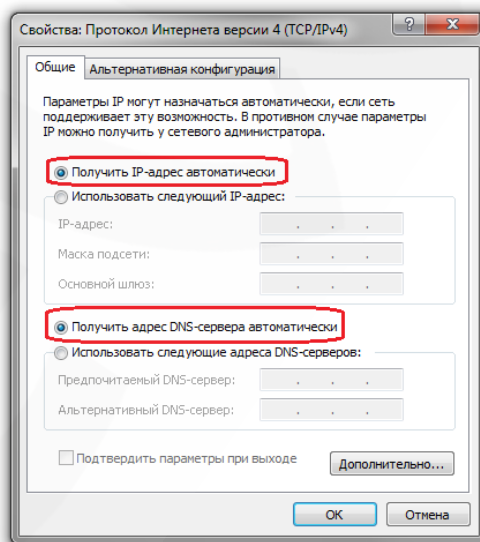 Свойства: Протокол Интернета версии 4 (TCP/IPv4)
Общие
Альтернативная конфигурация
Параметры IP могут назначаться автоматически, если сеть
поддерживает эту возможность. В противном случае параметры
IP можно получить у сетевого администратора.
Получить IP-адрес автоматически
Использовать следующий IP-адрес:
IP-адрес:
Маска подсети:
Основной шлюз:
Получить адрес DNS-сервера автоматически
Использовать следующие адреса DNS-серверов:
Предпочитаемый DNS-сервер:
Альтернативный DNS-сервер:
Подтвердить параметры при выходе
Дополнительно...
ОК
Отмена